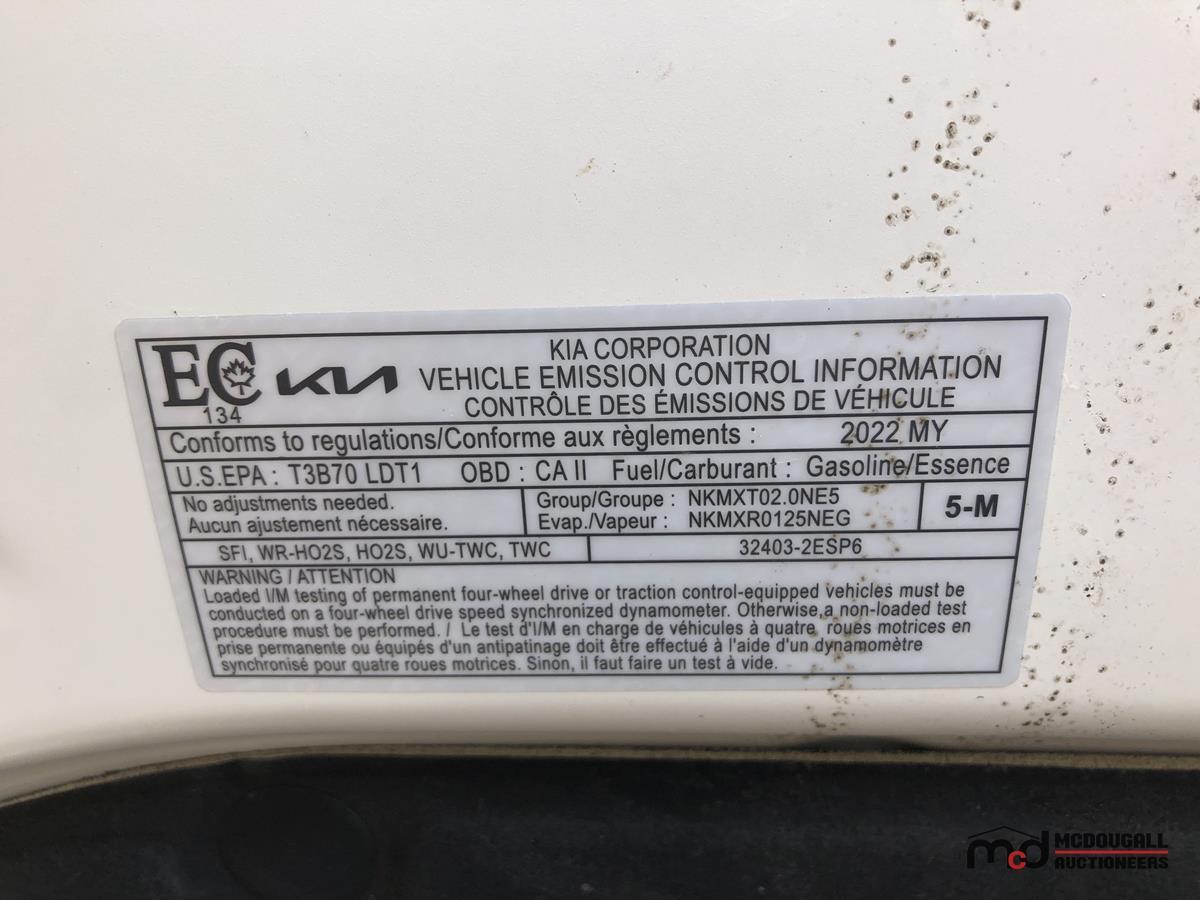 EC
134
KIA
KIA CORPORATION
VEHICLE EMISSION CONTROL INFORMATION
CONTRÔLE DES ÉMISSIONS DE VÉHICULE
Conforms to regulations/Conforme aux règlements : 2022 MY
U.S.EPA : T3B70 LDT1 OBD : CA II Fuel/Carburant : Gasoline/Essence
No adjustments needed.
Aucun ajustement nécessaire.
Group/Groupe : NKMXT02.0NE5
Evap./Vapeur : NKMXR0125NEG
5-M
SFI, WR-HO2S, HO2S, WU-TWC, TWC
32403-2ESP6
WARNING / ATTENTION
Loaded I/M testing of permanent four-wheel drive or traction control-equipped vehicles must be
conducted on a four-wheel drive speed synchronized dynamometer. Otherwise,a non-loaded test
procedure must be performed. / Le test d'I/M en charge de véhicules à quatre roues motrices en
prise permanente ou équipés d'un antipatinage doit être effectué à l'aide d'un dynamomètre
synchronisé pour quatre roues motrices. Sinon, il faut faire un test à vide.
mcd MCDOUGALL
AUCTIONEERS